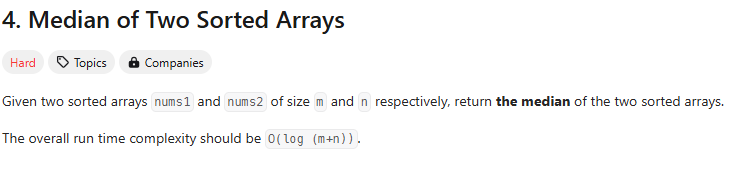 4. Median of Two Sorted Arrays
Hard Topics Companies
Given two sorted arrays nums1 and nums2 of size m and n respectively, return the median of the two sorted arrays.
The overall run time complexity should be O(log (m+n)).